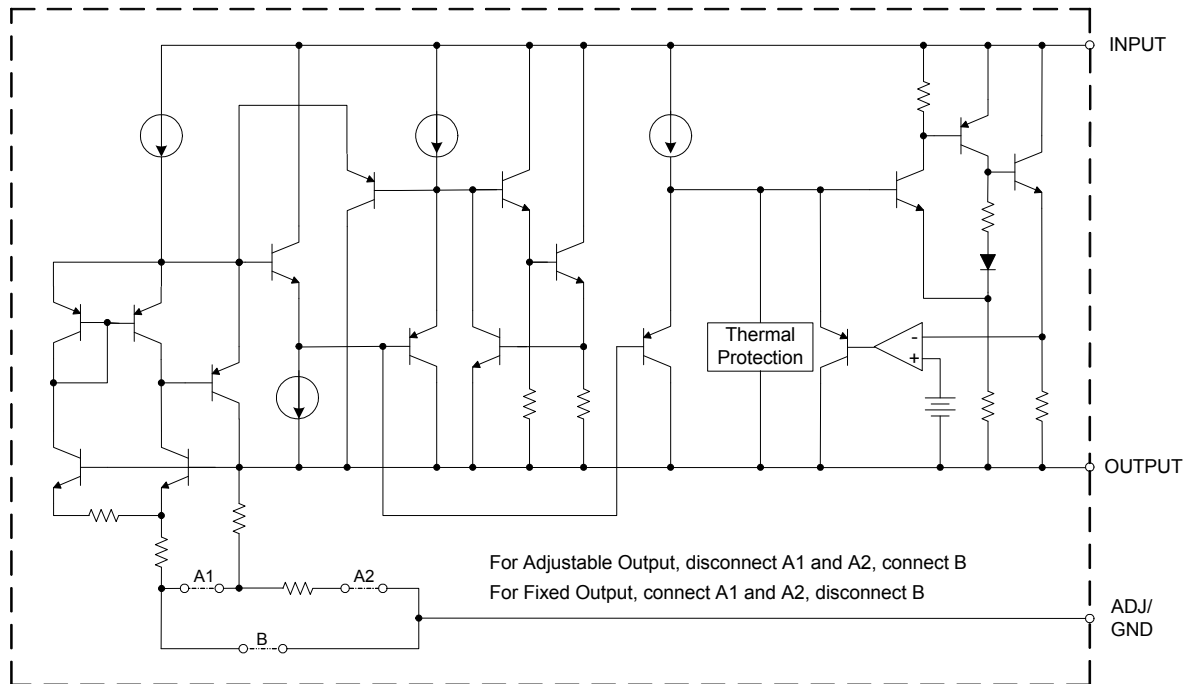 INPUT
Thermal
Protection
-
+
OUTPUT
For Adjustable Output, disconnect A1 and A2, connect B
For Fixed Output, connect A1 and A2, disconnect B
A1
A2
B
ADJ/
GND